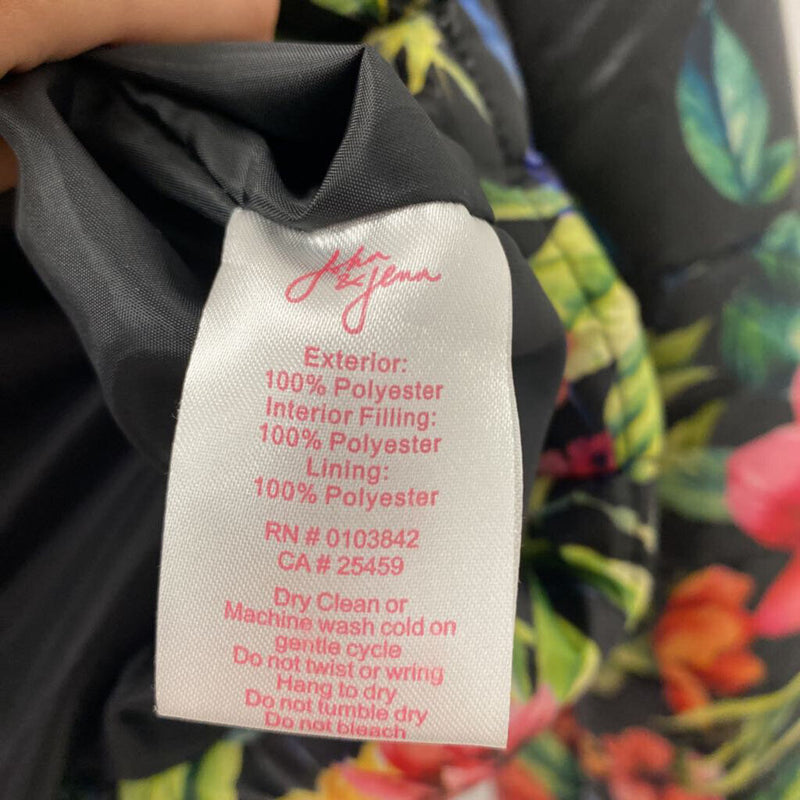 John
& Jenn
Exterior:
100% Polyester
Interior Filling:
100% Polyester
Lining:
100% Polyester
RN # 0103842
CA # 25459
Dry Clean or
Machine wash cold on
gentle cycle
Do not twist or wring
Hang to dry
Do not tumble dry
Do not bleach